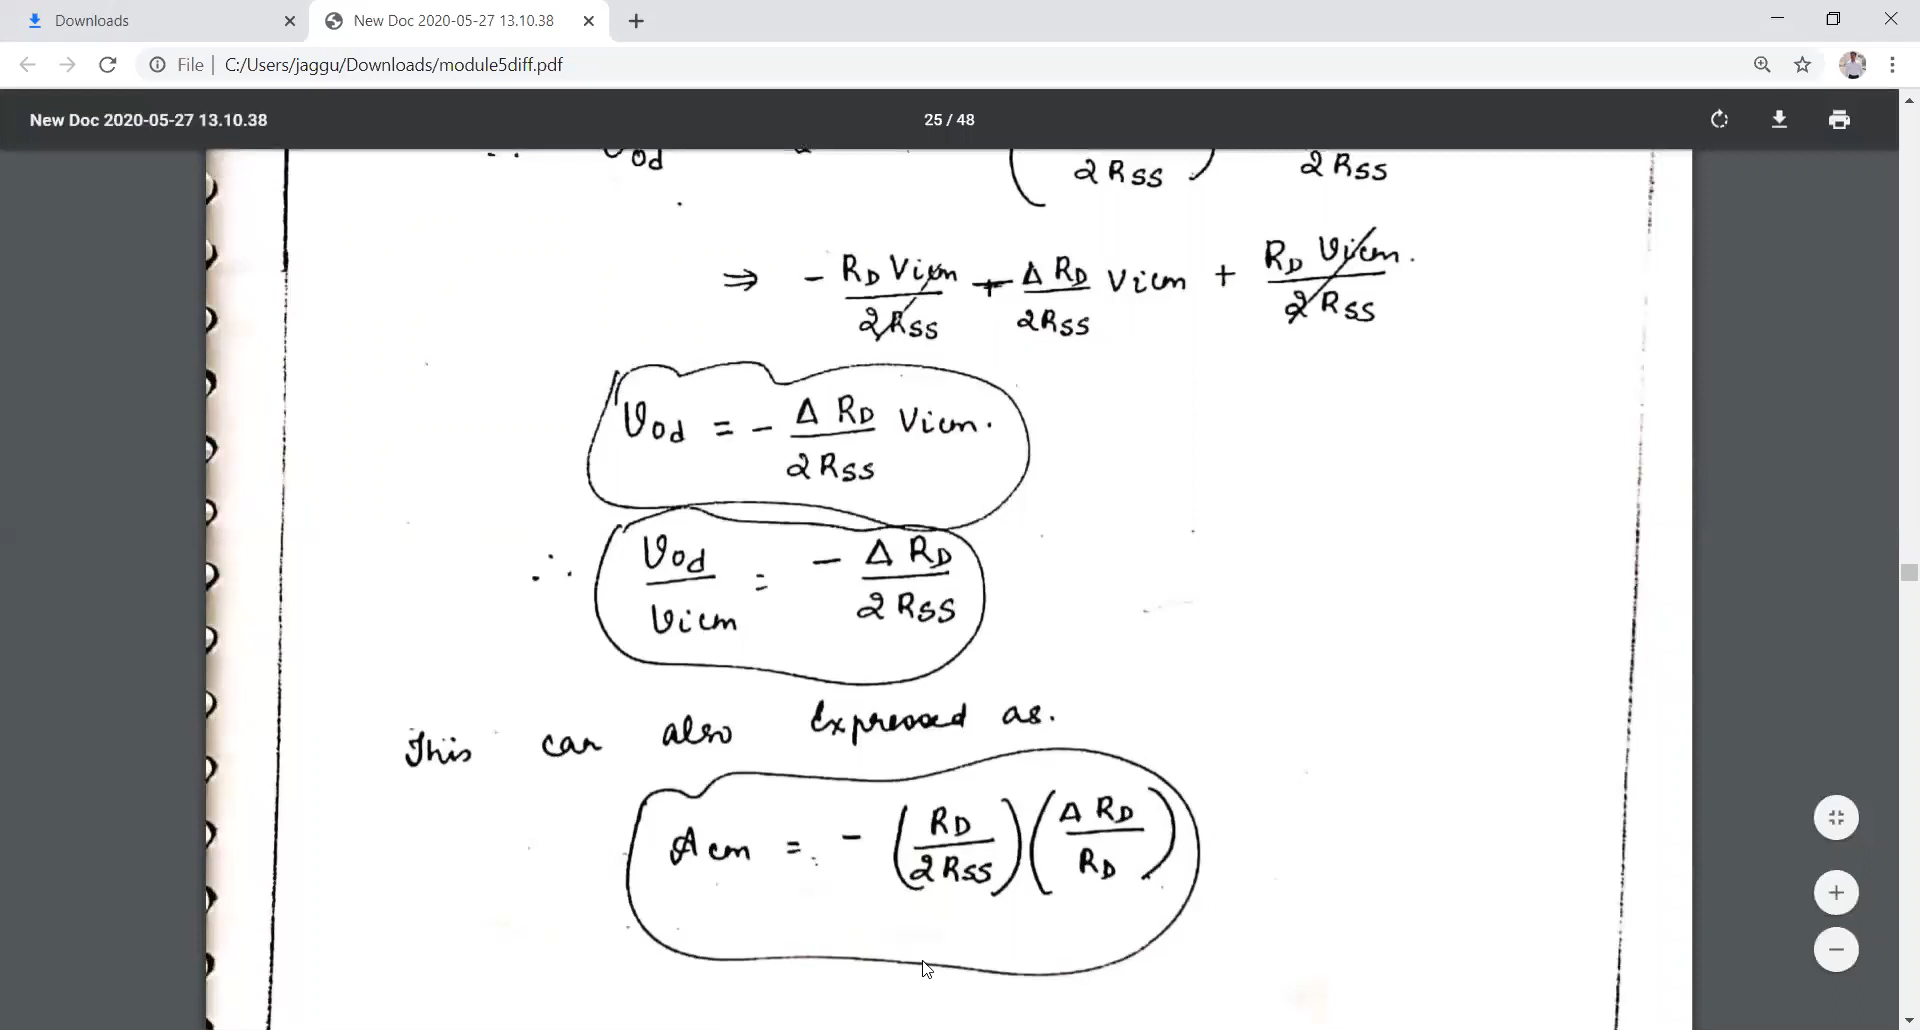 Downloads
New Doc 2020-05-27 13.10.38
File | C:/Users/jaggu/Downloads/module5diff.pdf
New Doc 2020-05-27 13.10.38 25 / 48
∴ Vod 2RSS ) 2RSS
⇒ - RD Vicm / 2RSS + ΔRD / 2RSS Vicm + RD Vicm / 2RSS .
Vod = - ΔRD / 2RSS Vicm.
∴ Vod / Vicm = - ΔRD / 2RSS
This can also Expressed as.
Acm = - (RD / 2RSS) (ΔRD / RD)